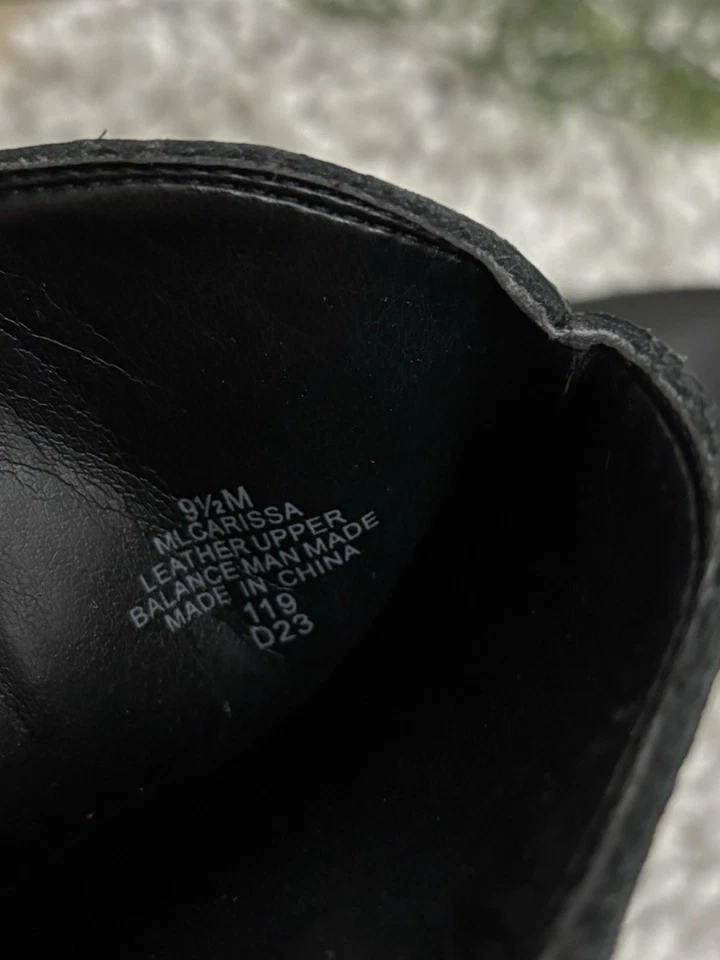 9½M
MLCARISSA
LEATHER UPPER
BALANCE MAN MADE
MADE IN CHINA
119
D23